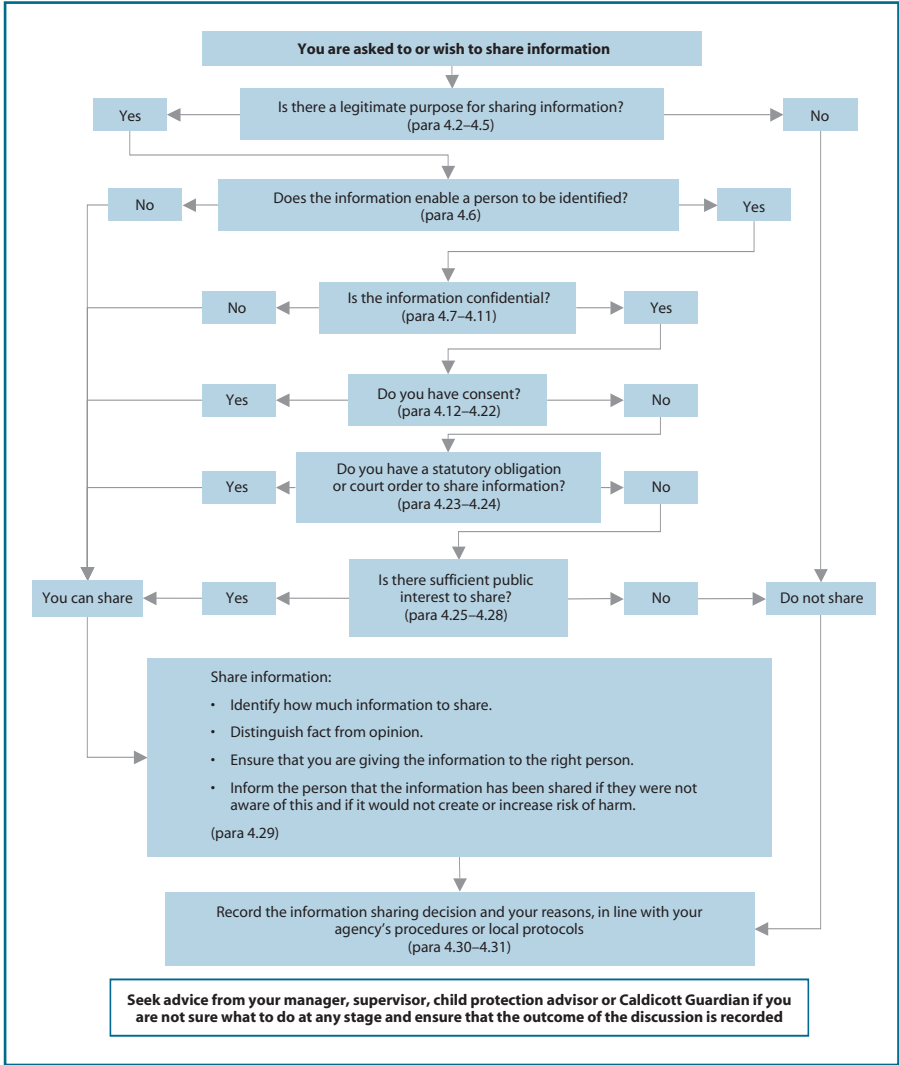 You are asked to or wish to share information
Is there a legitimate purpose for sharing information?
(para 4.2–4.5)
Yes
No
Does the information enable a person to be identified?
(para 4.6)
No
Yes
Is the information confidential?
(para 4.7–4.11)
No
Yes
Do you have consent?
(para 4.12–4.22)
Yes
No
Do you have a statutory obligation
or court order to share information?
(para 4.23–4.24)
Yes
No
Is there sufficient public
interest to share?
(para 4.25–4.28)
You can share
Yes
No
Do not share
Share information:
• Identify how much information to share.
• Distinguish fact from opinion.
• Ensure that you are giving the information to the right person.
• Inform the person that the information has been shared if they were not
aware of this and if it would not create or increase risk of harm.
(para 4.29)
Record the information sharing decision and your reasons, in line with your
agency’s procedures or local protocols
(para 4.30–4.31)
Seek advice from your manager, supervisor, child protection advisor or Caldicott Guardian if you
are not sure what to do at any stage and ensure that the outcome of the discussion is recorded